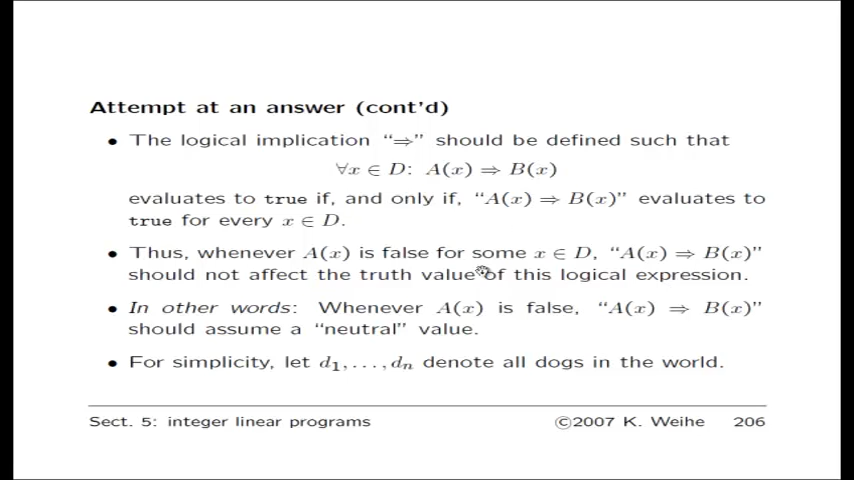 Attempt at an answer (cont'd)
• The logical implication “⇒” should be defined such that
∀x ∈ D: A(x) ⇒ B(x)
evaluates to true if, and only if, “A(x) ⇒ B(x)” evaluates to
true for every x ∈ D.
• Thus, whenever A(x) is false for some x ∈ D, “A(x) ⇒ B(x)”
should not affect the truth value of this logical expression.
• In other words: Whenever A(x) is false, “A(x) ⇒ B(x)”
should assume a “neutral” value.
• For simplicity, let d₁,...,dₙ denote all dogs in the world.
Sect. 5: integer linear programs ©2007 K. Weihe 206